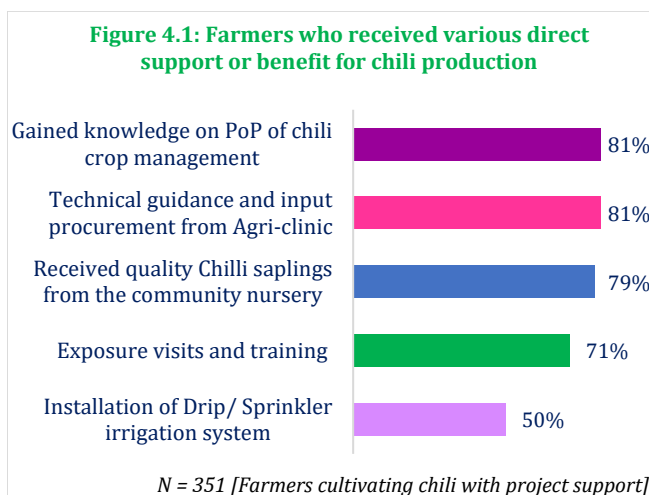 Figure 4.1: Farmers who received various direct
support or benefit for chili production
Gained knowledge on PoP of chili
crop management
81%
Technical guidance and input
procurement from Agri-clinic
81%
Received quality Chilli saplings
from the community nursery
79%
Exposure visits and training
71%
Installation of Drip/ Sprinkler
irrigation system
50%
N = 351 [Farmers cultivating chili with project support]